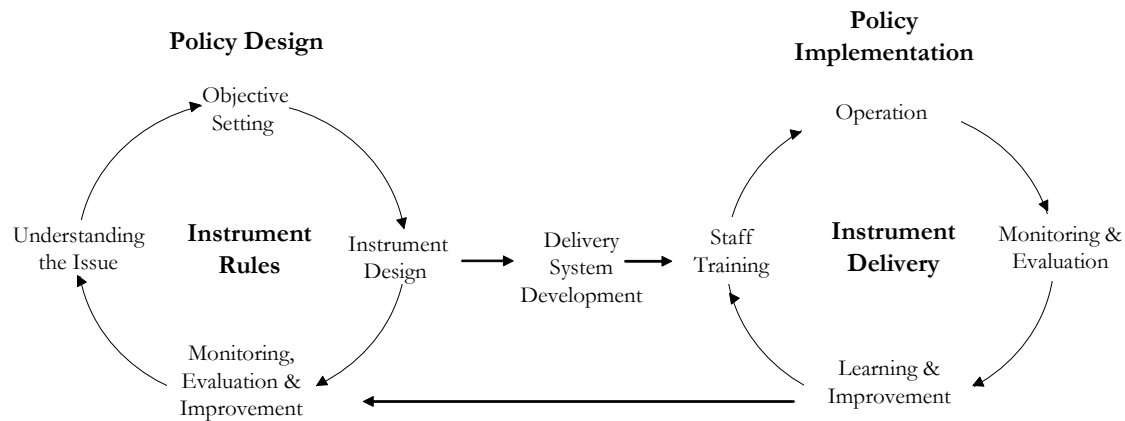 Policy Design
Objective
Setting
Understanding
the Issue
Instrument
Rules
Instrument
Design
Monitoring,
Evaluation &
Improvement
Delivery
System
Development
Policy
Implementation
Operation
Staff
Training
Instrument
Delivery
Monitoring &
Evaluation
Learning &
Improvement